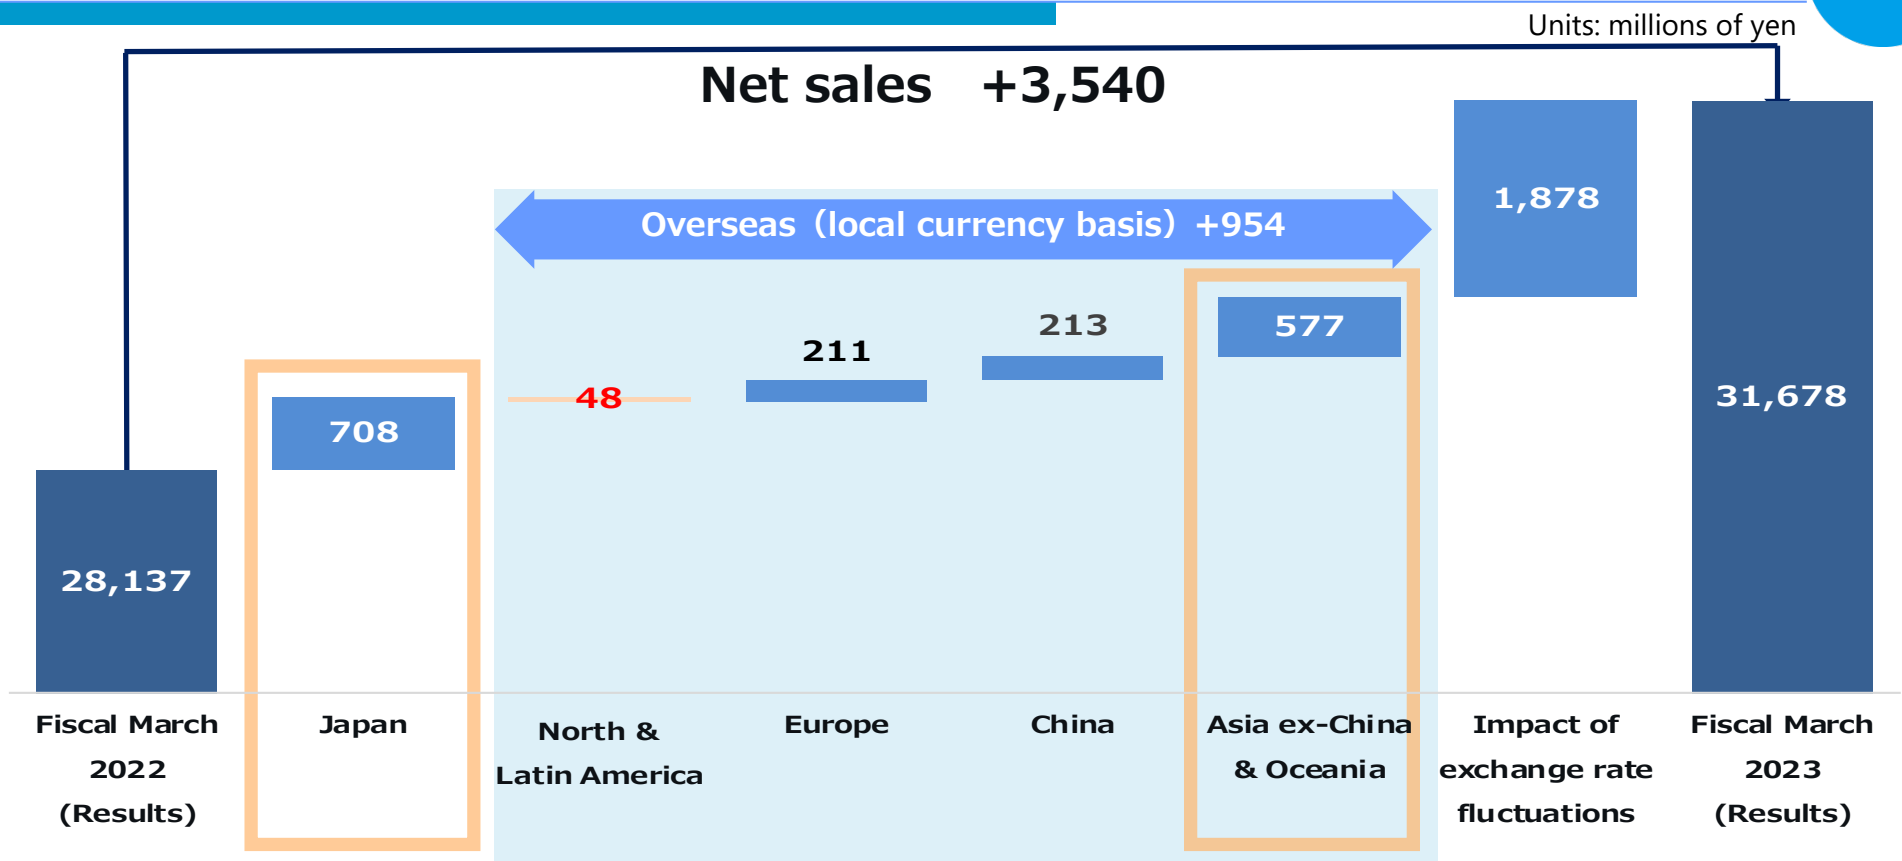 Units: millions of yen
Net sales +3,540
Overseas（local currency basis）+954
1,878
213
577
211
48
31,678
708
28,137
Fiscal March
2022
(Results)
Japan
North &
Latin America
Europe
China
Asia ex-China
& Oceania
Impact of
exchange rate
fluctuations
Fiscal March
2023
(Results)